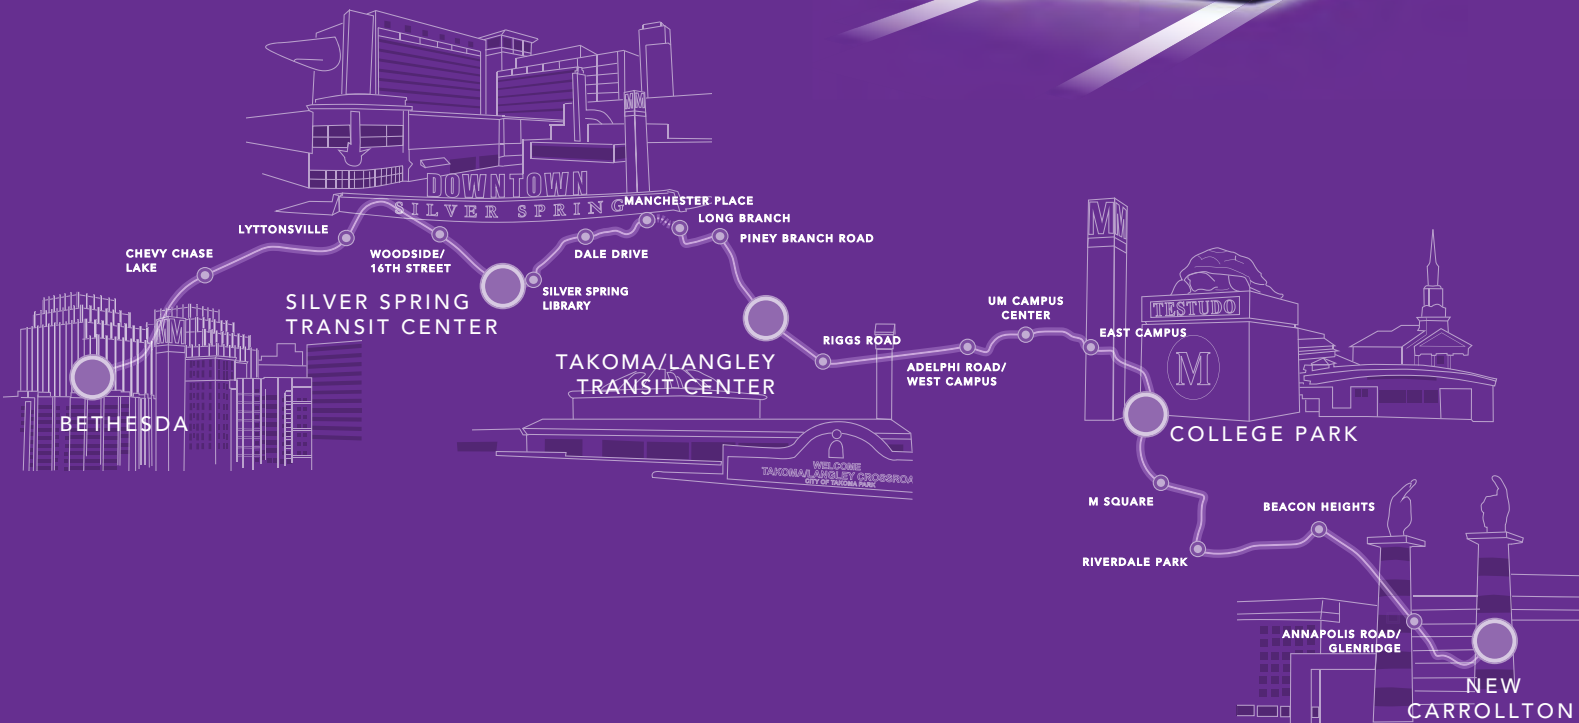 DOWNTOWN
SILVER SPRING
MANCHESTER PLACE
LONG BRANCH
PINEY BRANCH ROAD
LYTTONSVILLE
CHEVY CHASE
LAKE
WOODSIDE/
16TH STREET
DALE DRIVE
SILVER SPRING
LIBRARY
SILVER SPRING
TRANSIT CENTER
BETHESDA
M
TAKOMA/LANGLEY
TRANSIT CENTER
RIGGS ROAD
ADELPHI ROAD/
WEST CAMPUS
UM CAMPUS
CENTER
EAST CAMPUS
M
TESTUDO
M
COLLEGE PARK
WELCOME
TAKOMA/LANGLEY CROSSROA
CITY OF TAKOMA PARK
M SQUARE
RIVERDALE PARK
BEACON HEIGHTS
ANNAPOLIS ROAD/
GLENRIDGE
NEW
CARROLLTON